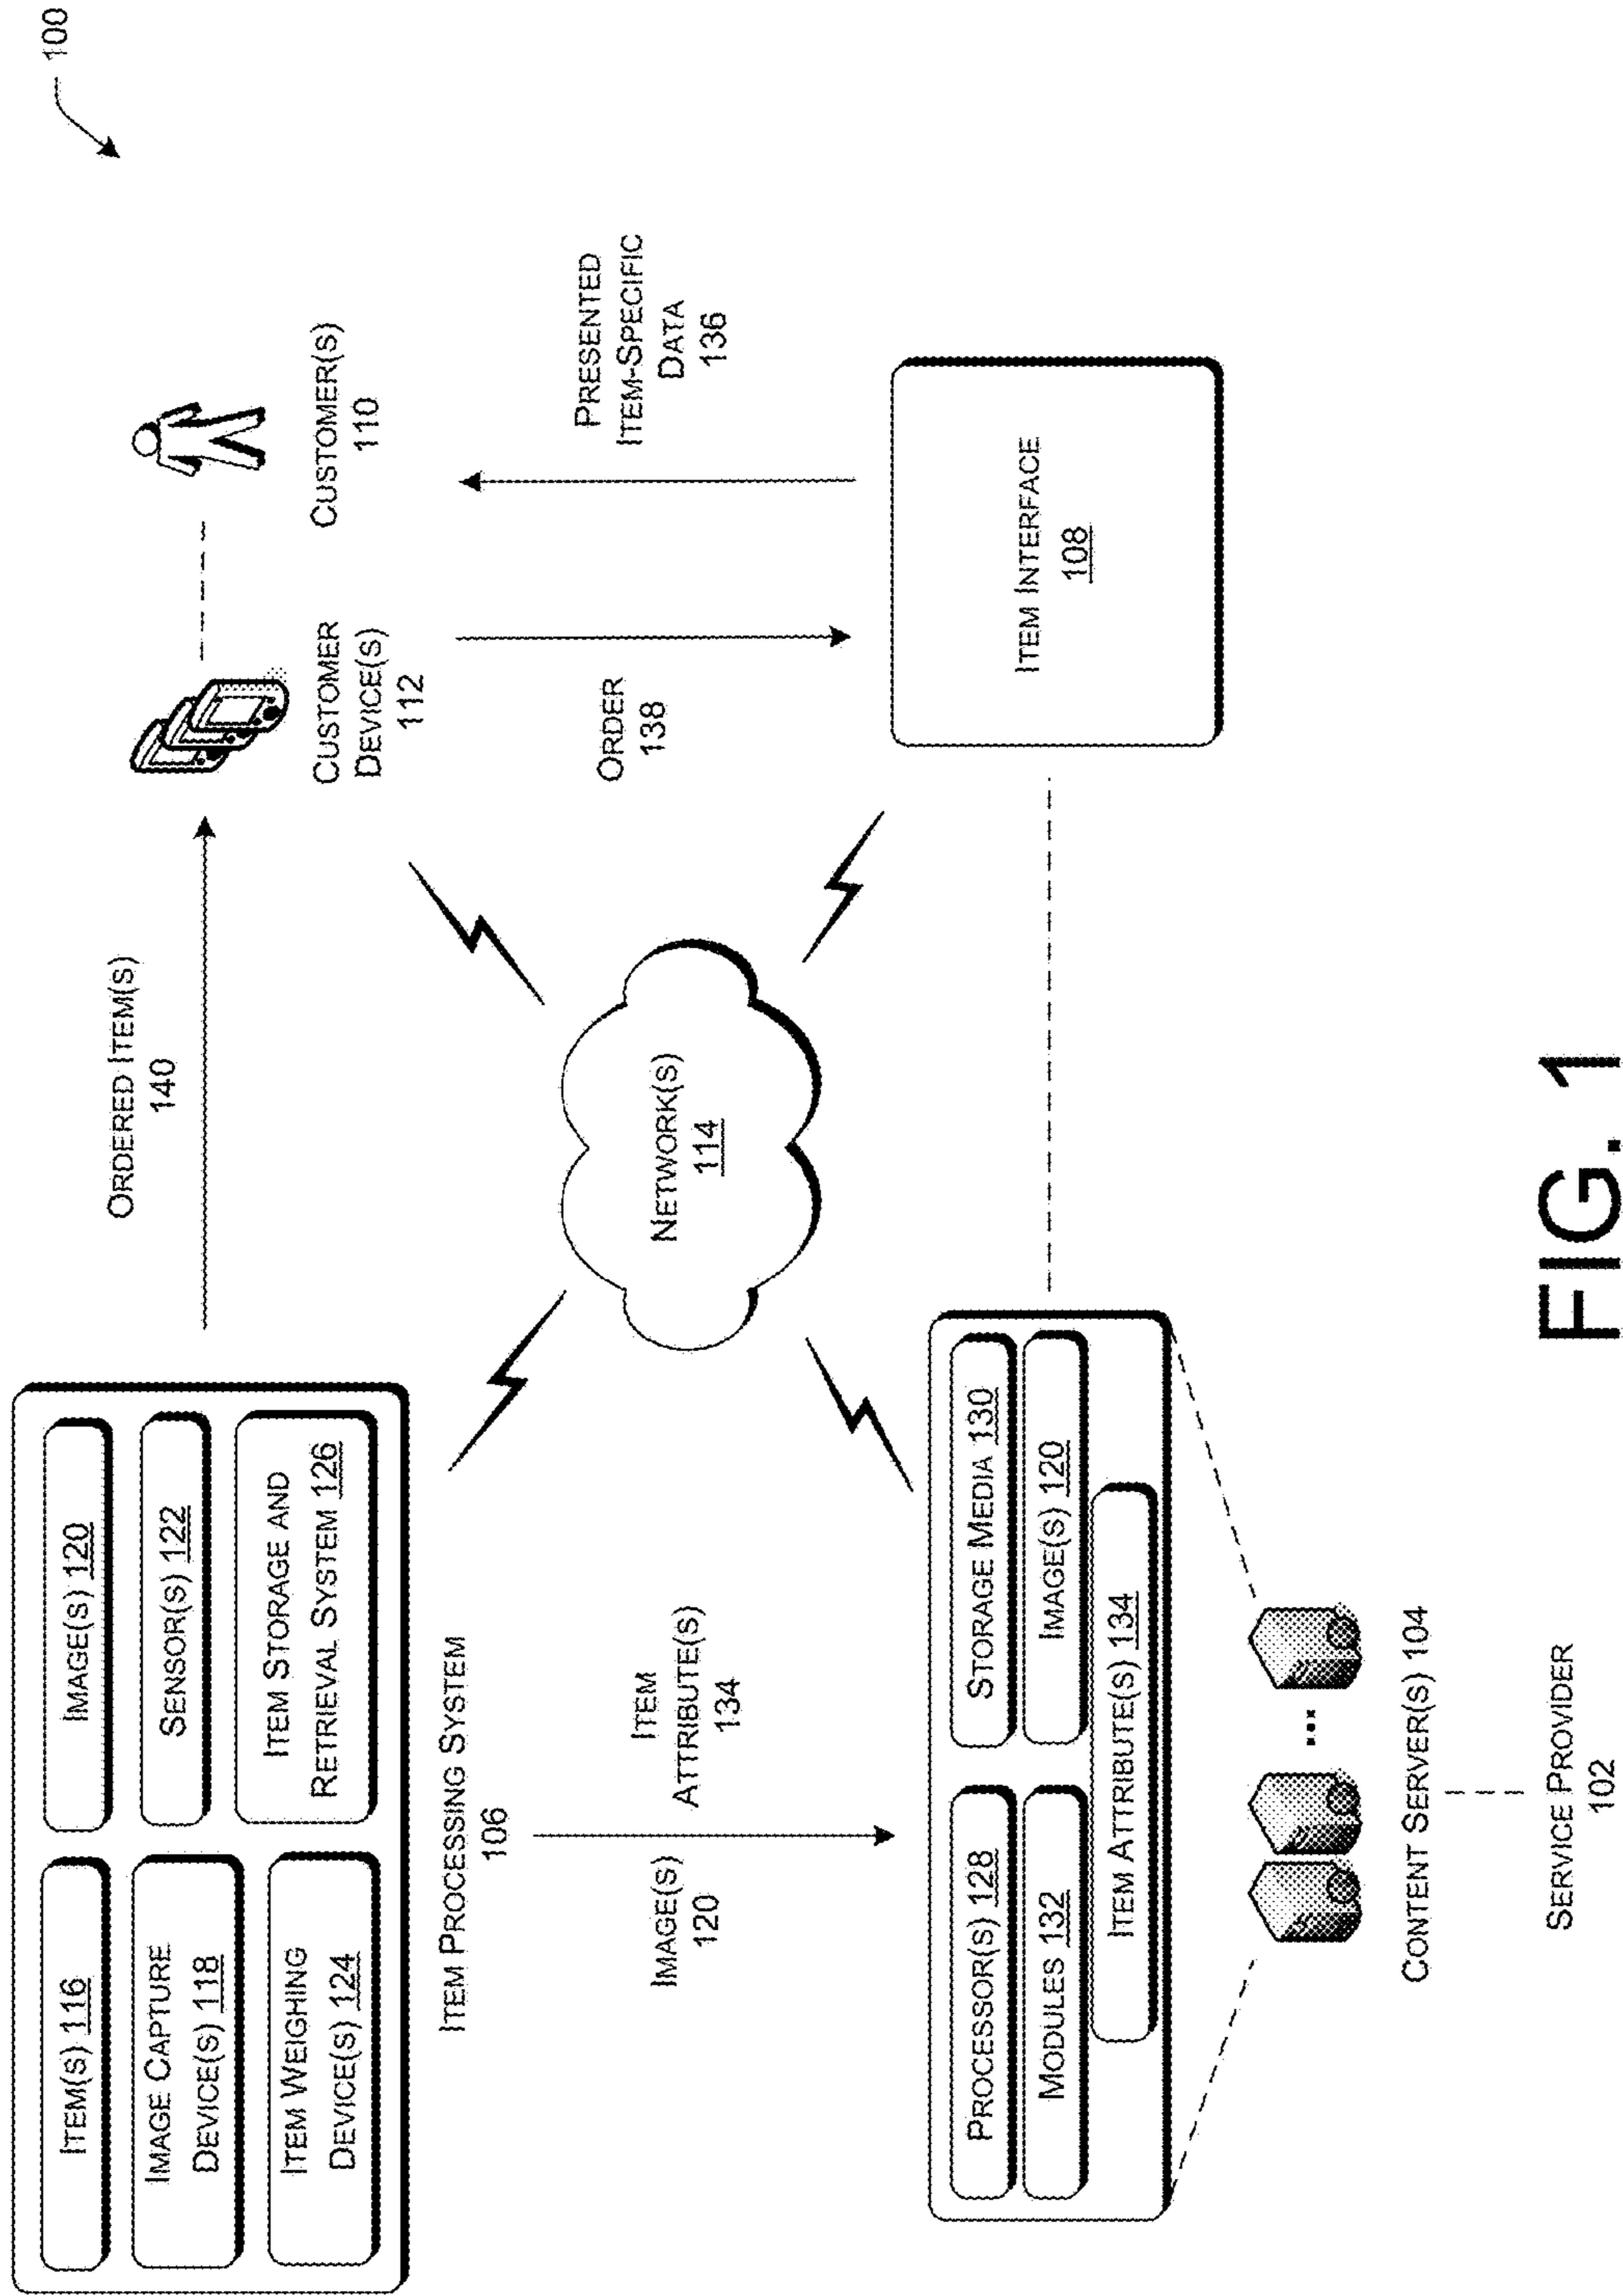 100
ITEM(S) 116
IMAGE CAPTURE
DEVICE(S) 118
ITEM WEIGHING
DEVICE(S) 124
IMAGE(S) 120
SENSOR(S) 122
ITEM STORAGE AND
RETRIEVAL SYSTEM 126
ITEM PROCESSING SYSTEM
106
ORDERED ITEM(S)
140
CUSTOMER
DEVICE(S)
112
CUSTOMER(S)
110
IMAGE(S)
120
ITEM
ATTRIBUTE(S)
134
NETWORK(S)
114
ORDER
138
PRESENTED
ITEM-SPECIFIC
DATA
136
PROCESSOR(S) 128
MODULES 132
STORAGE MEDIA 130
IMAGE(S) 120
ITEM ATTRIBUTE(S) 134
ITEM INTERFACE
108
...
CONTENT SERVER(S) 104
SERVICE PROVIDER
102
FIG. 1